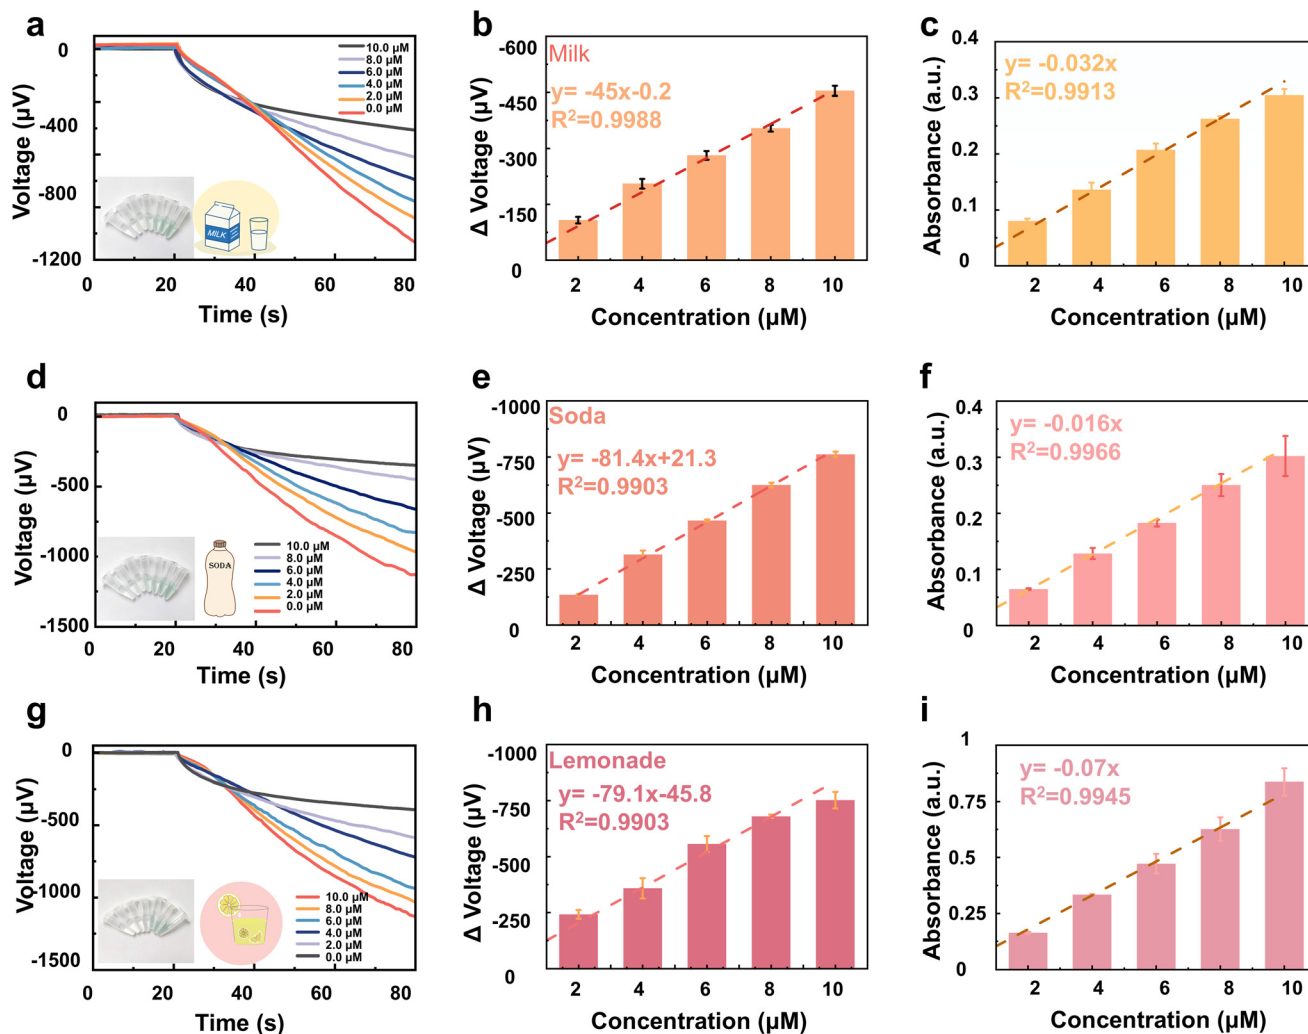 a
0
-400
-800
-1200
Voltage (µV)
0
20
40
60
80
Time (s)
10.0 µM
8.0 µM
6.0 µM
4.0 µM
2.0 µM
0.0 µM
MILK
b
-600
-450
-300
-150
0
Δ Voltage (µV)
Milk
y= -45x-0.2
R²=0.9988
2
4
6
8
10
Concentration (µM)
c
0.4
0.3
0.2
0.1
0
Absorbance (a.u.)
y= -0.032x
R²=0.9913
2
4
6
8
10
Concentration (µM)
d
0
-500
-1000
-1500
Voltage (µV)
0
20
40
60
80
Time (s)
SODA
10.0 µM
8.0 µM
6.0 µM
4.0 µM
2.0 µM
0.0 µM
e
-1000
-750
-500
-250
0
Δ Voltage (µV)
Soda
y= -81.4x+21.3
R²=0.9903
2
4
6
8
10
Concentration (µM)
f
0.4
0.3
0.2
0.1
0
Absorbance (a.u.)
y= -0.016x
R²=0.9966
2
4
6
8
10
Concentration (µM)
g
0
-500
-1000
-1500
Voltage (µV)
0
20
40
60
80
Time (s)
10.0 µM
8.0 µM
6.0 µM
4.0 µM
2.0 µM
0.0 µM
h
-1000
-750
-500
-250
0
Δ Voltage (µV)
Lemonade
y= -79.1x-45.8
R²=0.9903
2
4
6
8
10
Concentration (µM)
i
1
0.75
0.5
0.25
0
Absorbance (a.u.)
y= -0.07x
R²=0.9945
2
4
6
8
10
Concentration (µM)